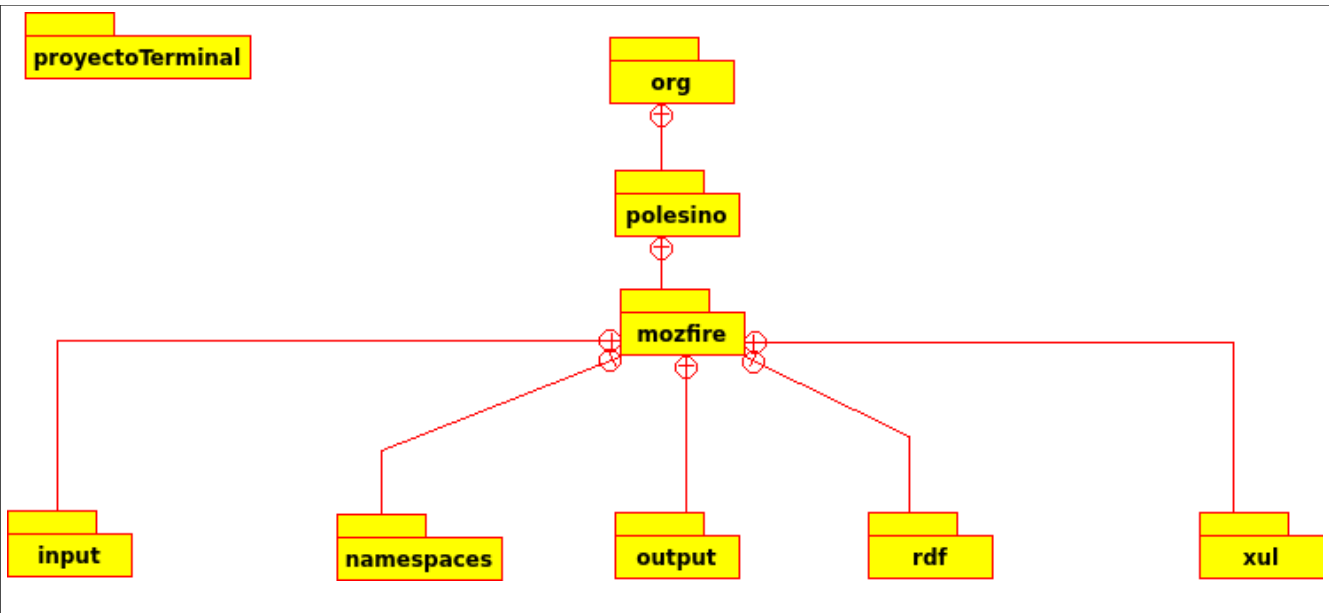 proyectoTerminal
org
polesino
mozfire
input
namespaces
output
rdf
xul